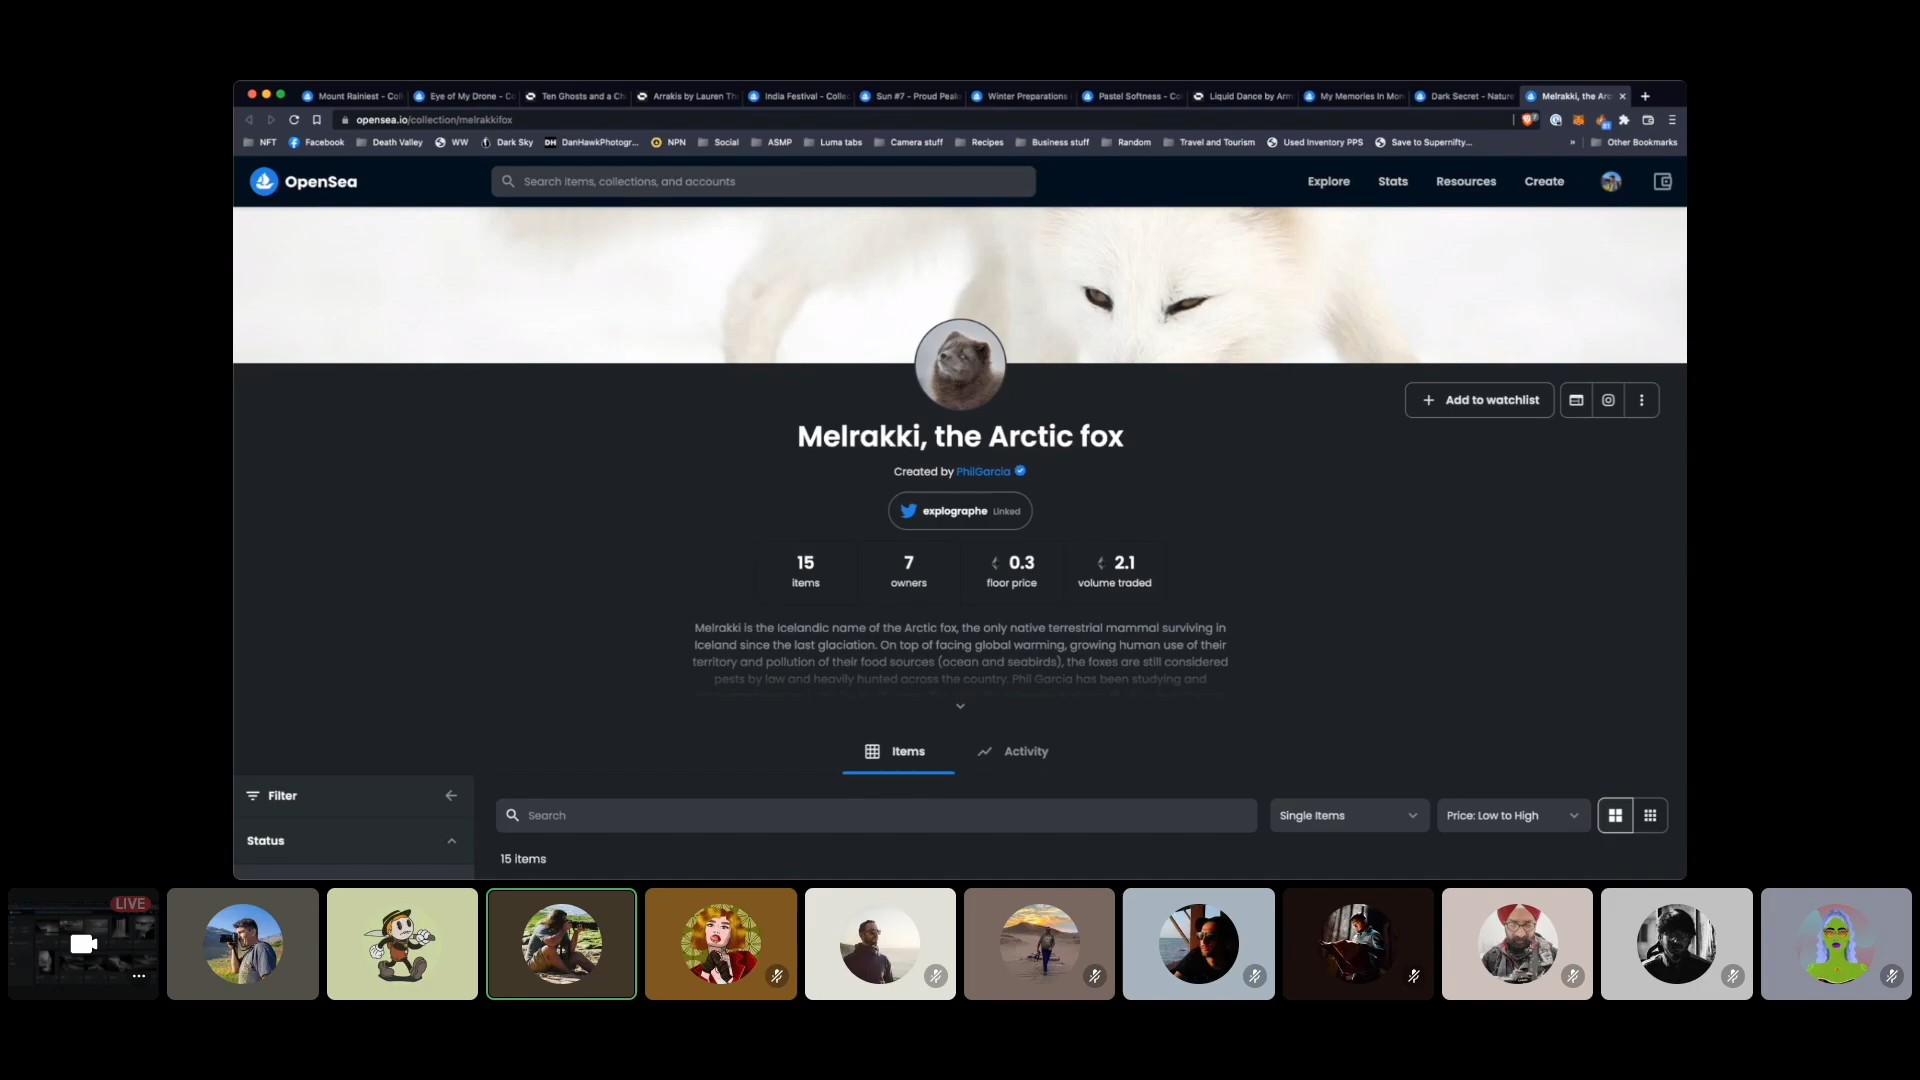 Mount Rainiest - Coll
Eye of My Drone - Co
Ten Ghosts and a Ch
Arrakis by Lauren Th
India Festival - Collec
Sun #7 - Proud Peak
Winter Preparations
Pastel Softness - Co
Liquid Dance by Arm
My Memories In Mon
Dark Secret - Nature
Melrakki, the Arc
opensea.io/collection/melrakkifox
NFT
Facebook
Death Valley
WW
Dark Sky
DH DanHawkPhotogr...
NPN
Social
ASMP
Luma tabs
Camera stuff
Recipes
Business stuff
Random
Travel and Tourism
Used Inventory PPS
Save to Supernifty...
»
Other Bookmarks
OpenSea
Search items, collections, and accounts
Explore
Stats
Resources
Create
+ Add to watchlist
Melrakki, the Arctic fox
Created by PhilGarcia
explographe Linked
15
items
7
owners
0.3
floor price
2.1
volume traded
Melrakki is the Icelandic name of the Arctic fox, the only native terrestrial mammal surviving in
Iceland since the last glaciation. On top of facing global warming, growing human use of their
territory and pollution of their food sources (ocean and seabirds), the foxes are still considered
pests by law and heavily hunted across the country. Phil Garcia has been studying and
Items
Activity
Filter
Status
Search
Single Items
Price: Low to High
15 items
LIVE